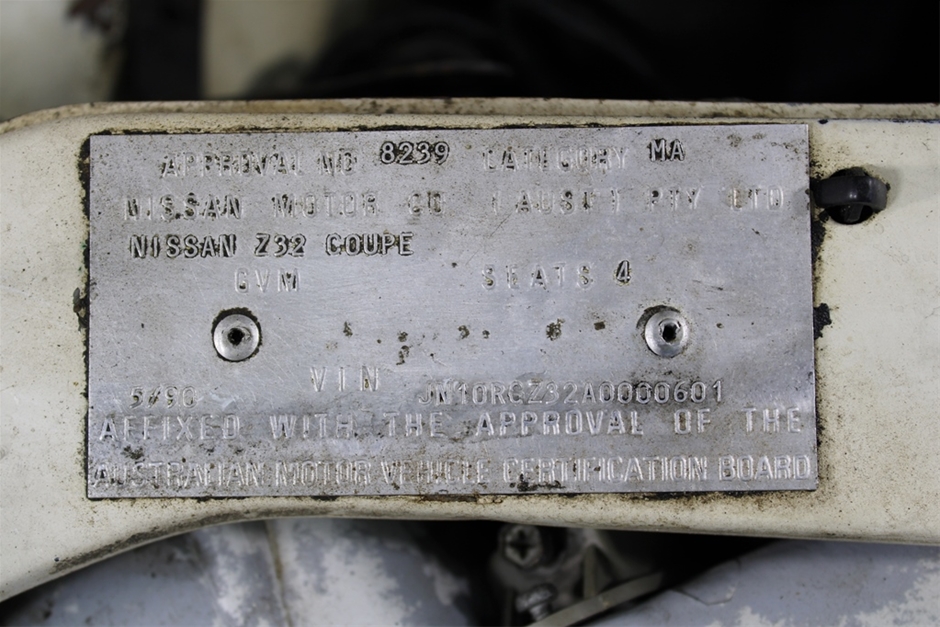 APPROVAL NO 8239 CATEGORY MA
NISSAN MOTOR CO (AUST) PTY LTD
NISSAN Z32 COUPE
GVM SEATS 4
VIN
5/90 JN10RCZ32A0000601
AFFIXED WITH THE APPROVAL OF THE
AUSTRALIAN MOTOR VEHICLE CERTIFICATION BOARD